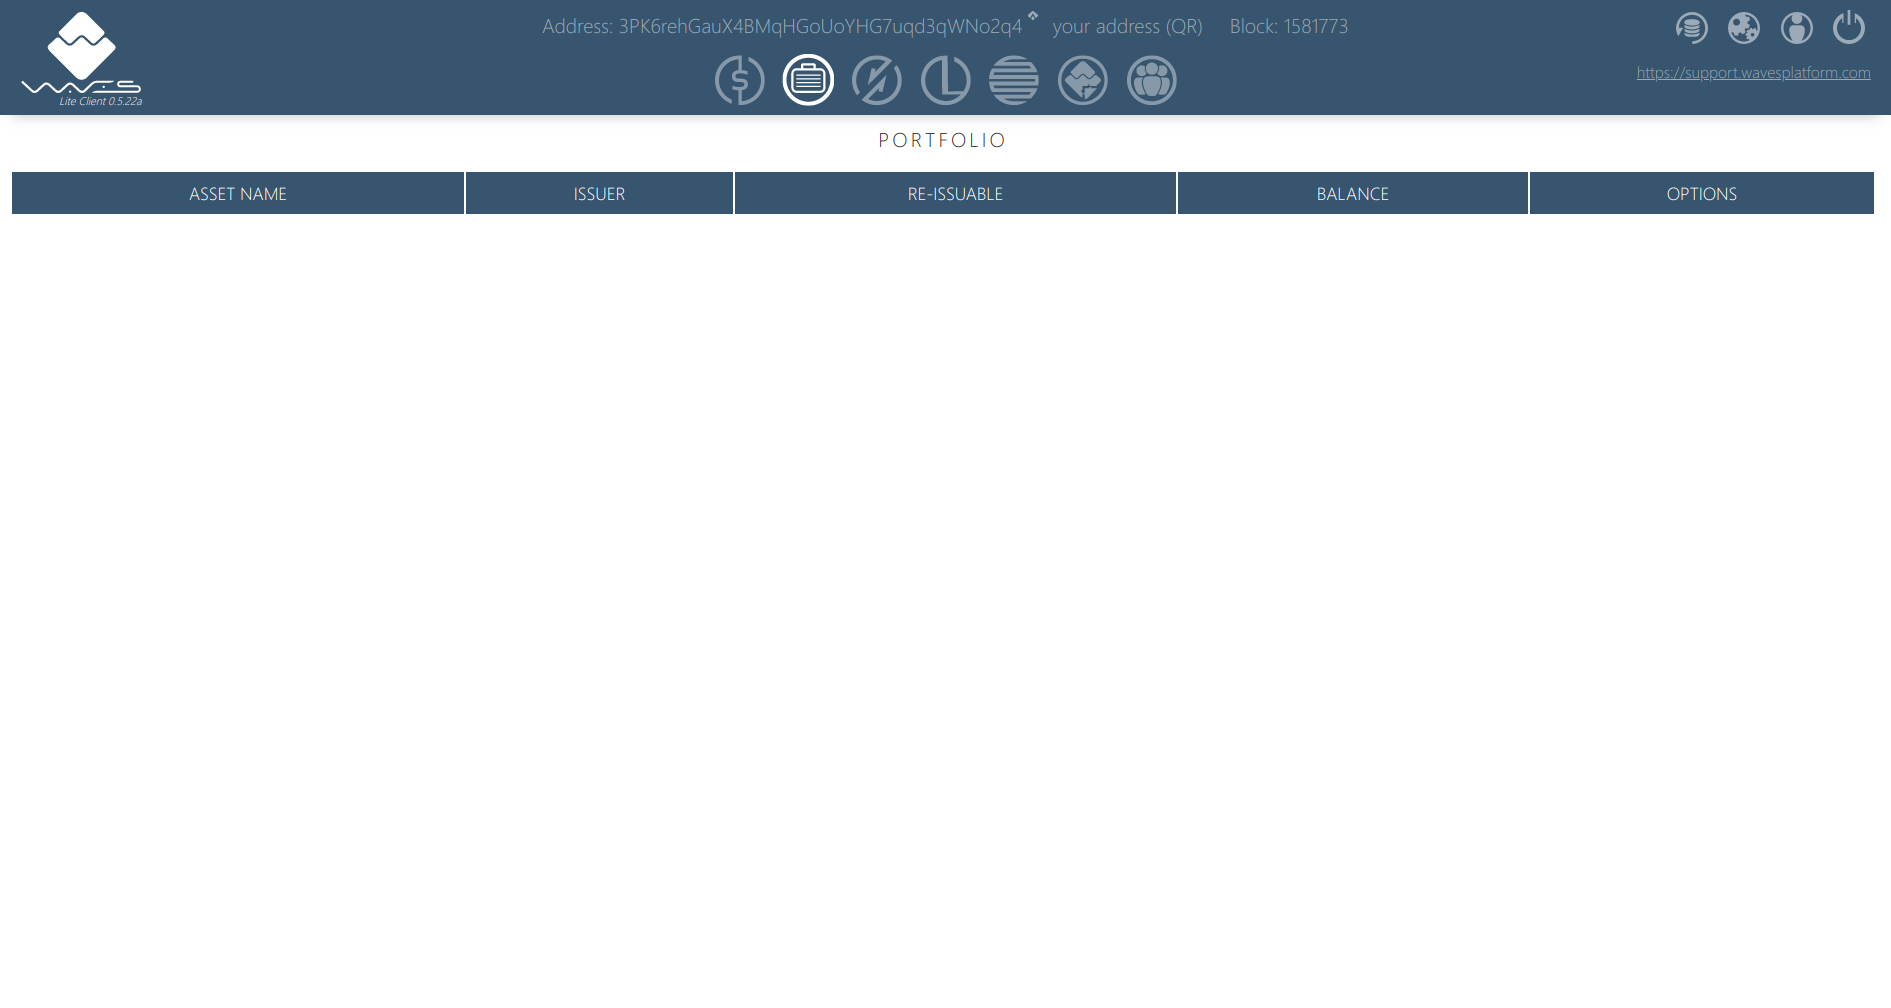 Address: 3PK6rehGauX4BMqHGoUoYHG7uqd3qWNo2q4 your address (QR) Block: 1581773
WAVES
Lite Client 0.5.22a
https://support.wavesplatform.com
PORTFOLIO
ASSET NAME ISSUER RE-ISSUABLE BALANCE OPTIONS